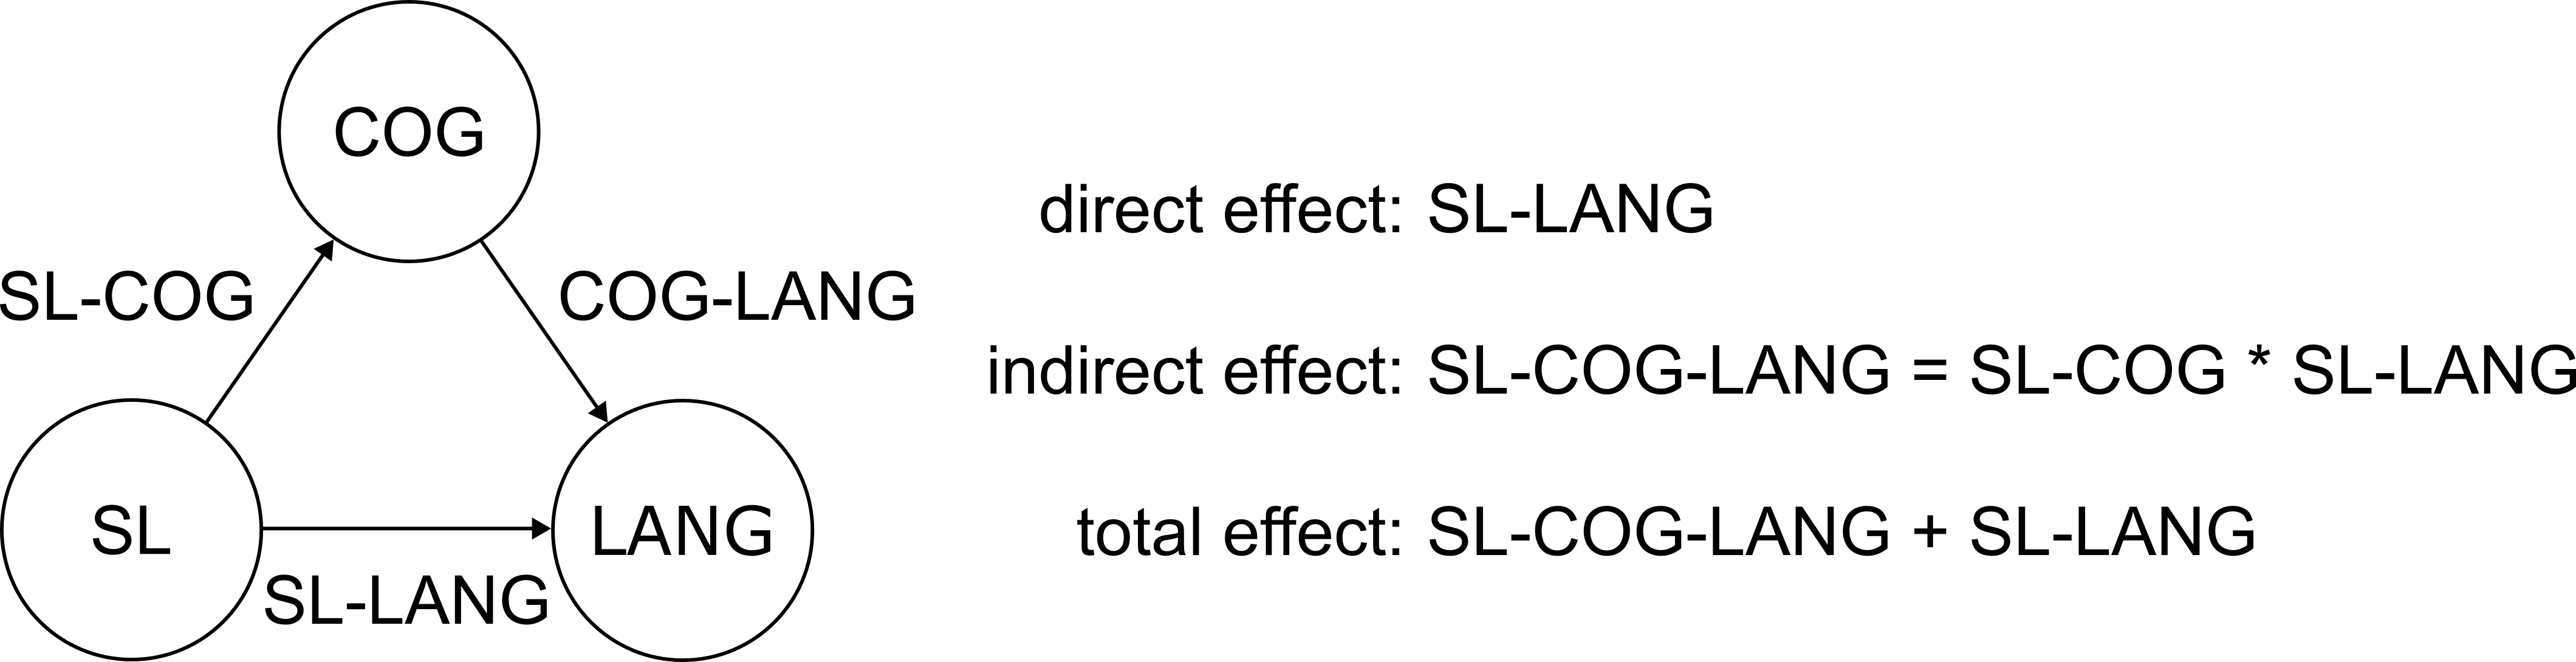 COG
SL-COG
COG-LANG
SL
LANG
SL-LANG
direct effect: SL-LANG
indirect effect: SL-COG-LANG = SL-COG * SL-LANG
total effect: SL-COG-LANG + SL-LANG